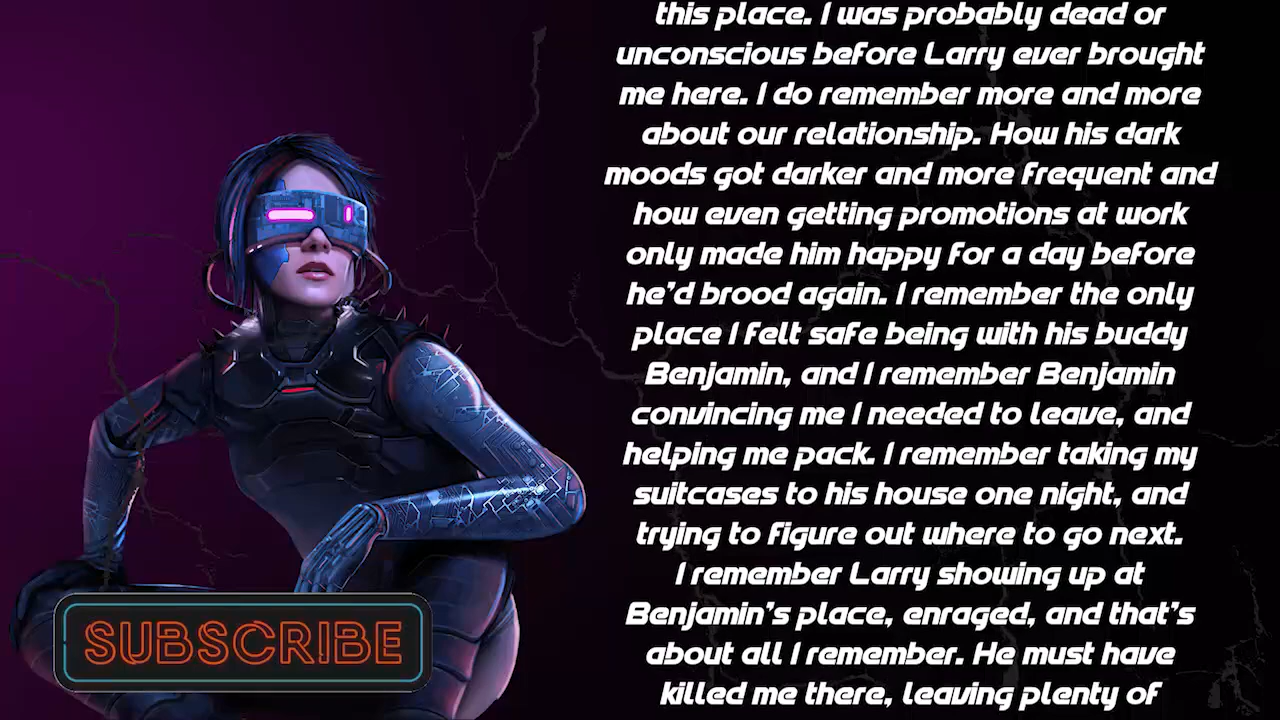 this place. I was probably dead or
unconscious before Larry ever brought
me here. I do remember more and more
about our relationship. How his dark
moods got darker and more frequent and
how even getting promotions at work
only made him happy for a day before
he'd brood again. I remember the only
place I felt safe being with his buddy
Benjamin, and I remember Benjamin
convincing me I needed to leave, and
helping me pack. I remember taking my
suitcases to his house one night, and
trying to figure out where to go next.
I remember Larry showing up at
Benjamin's place, enraged, and that's
about all I remember. He must have
killed me there, leaving plenty of
SUBSCRIBE